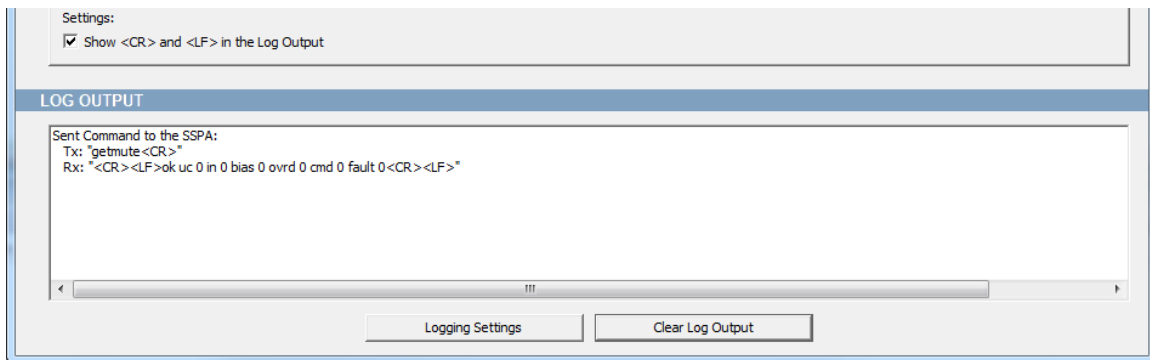 Settings:
Show <CR> and <LF> in the Log Output
LOG OUTPUT
Sent Command to the SSPA:
Tx: "getmute<CR>"
Rx: "<CR><LF>ok uc 0 in 0 bias 0 ovrd 0 cmd 0 fault 0<CR><LF>"
Logging Settings
Clear Log Output